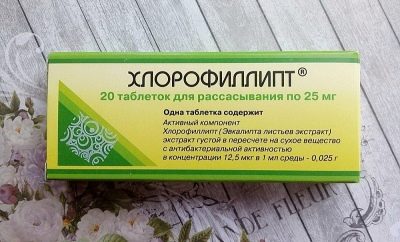 ХЛОРОФИЛЛИПТ®
20 таблеток для рассасывания по 25 мг
Одна таблетка содержит
Активный компонент
Хлорофиллипт (Эвкалипта листьев экстракт)
экстракт густой в пересчете на сухое вещество
с антибактериальной активностью
в концентрации 12,5 мкг в 1 мл среды - 0,025 г